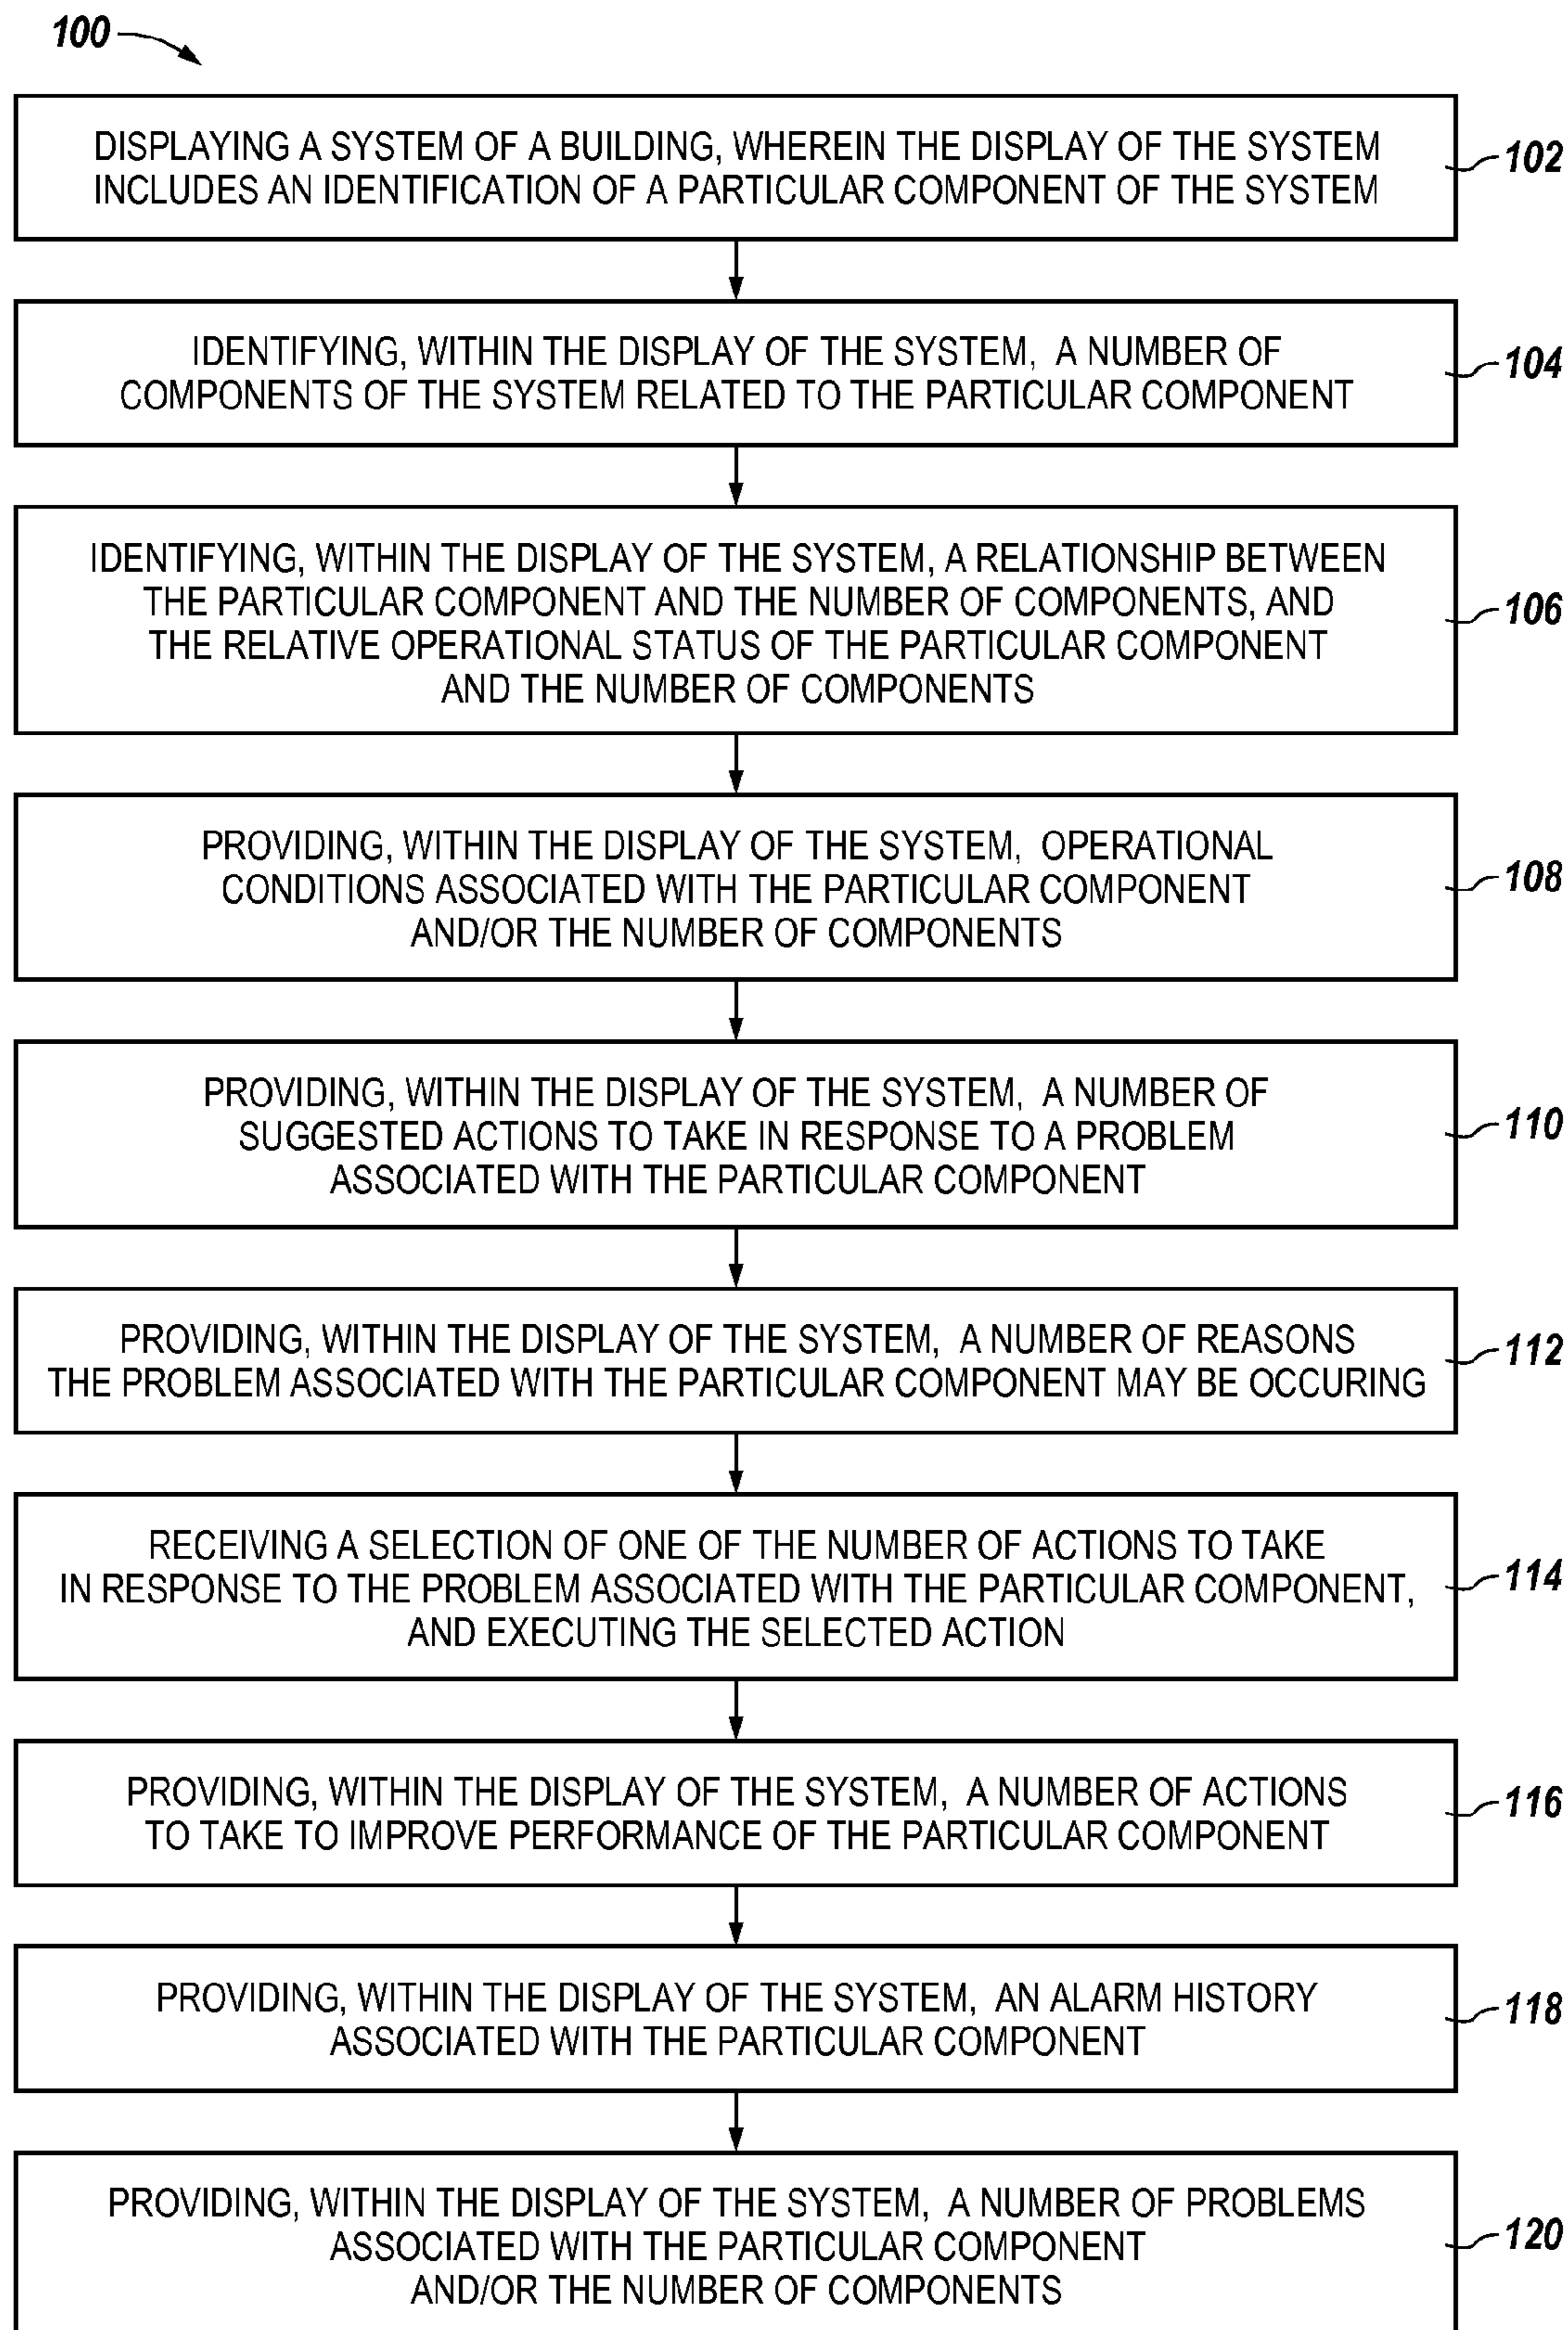 100
DISPLAYING A SYSTEM OF A BUILDING, WHEREIN THE DISPLAY OF THE SYSTEM
INCLUDES AN IDENTIFICATION OF A PARTICULAR COMPONENT OF THE SYSTEM
102
IDENTIFYING, WITHIN THE DISPLAY OF THE SYSTEM, A NUMBER OF
COMPONENTS OF THE SYSTEM RELATED TO THE PARTICULAR COMPONENT
104
IDENTIFYING, WITHIN THE DISPLAY OF THE SYSTEM, A RELATIONSHIP BETWEEN
THE PARTICULAR COMPONENT AND THE NUMBER OF COMPONENTS, AND
THE RELATIVE OPERATIONAL STATUS OF THE PARTICULAR COMPONENT
AND THE NUMBER OF COMPONENTS
106
PROVIDING, WITHIN THE DISPLAY OF THE SYSTEM, OPERATIONAL
CONDITIONS ASSOCIATED WITH THE PARTICULAR COMPONENT
AND/OR THE NUMBER OF COMPONENTS
108
PROVIDING, WITHIN THE DISPLAY OF THE SYSTEM, A NUMBER OF
SUGGESTED ACTIONS TO TAKE IN RESPONSE TO A PROBLEM
ASSOCIATED WITH THE PARTICULAR COMPONENT
110
PROVIDING, WITHIN THE DISPLAY OF THE SYSTEM, A NUMBER OF REASONS
THE PROBLEM ASSOCIATED WITH THE PARTICULAR COMPONENT MAY BE OCCURING
112
RECEIVING A SELECTION OF ONE OF THE NUMBER OF ACTIONS TO TAKE
IN RESPONSE TO THE PROBLEM ASSOCIATED WITH THE PARTICULAR COMPONENT,
AND EXECUTING THE SELECTED ACTION
114
PROVIDING, WITHIN THE DISPLAY OF THE SYSTEM, A NUMBER OF ACTIONS
TO TAKE TO IMPROVE PERFORMANCE OF THE PARTICULAR COMPONENT
116
PROVIDING, WITHIN THE DISPLAY OF THE SYSTEM, AN ALARM HISTORY
ASSOCIATED WITH THE PARTICULAR COMPONENT
118
PROVIDING, WITHIN THE DISPLAY OF THE SYSTEM, A NUMBER OF PROBLEMS
ASSOCIATED WITH THE PARTICULAR COMPONENT
AND/OR THE NUMBER OF COMPONENTS
120